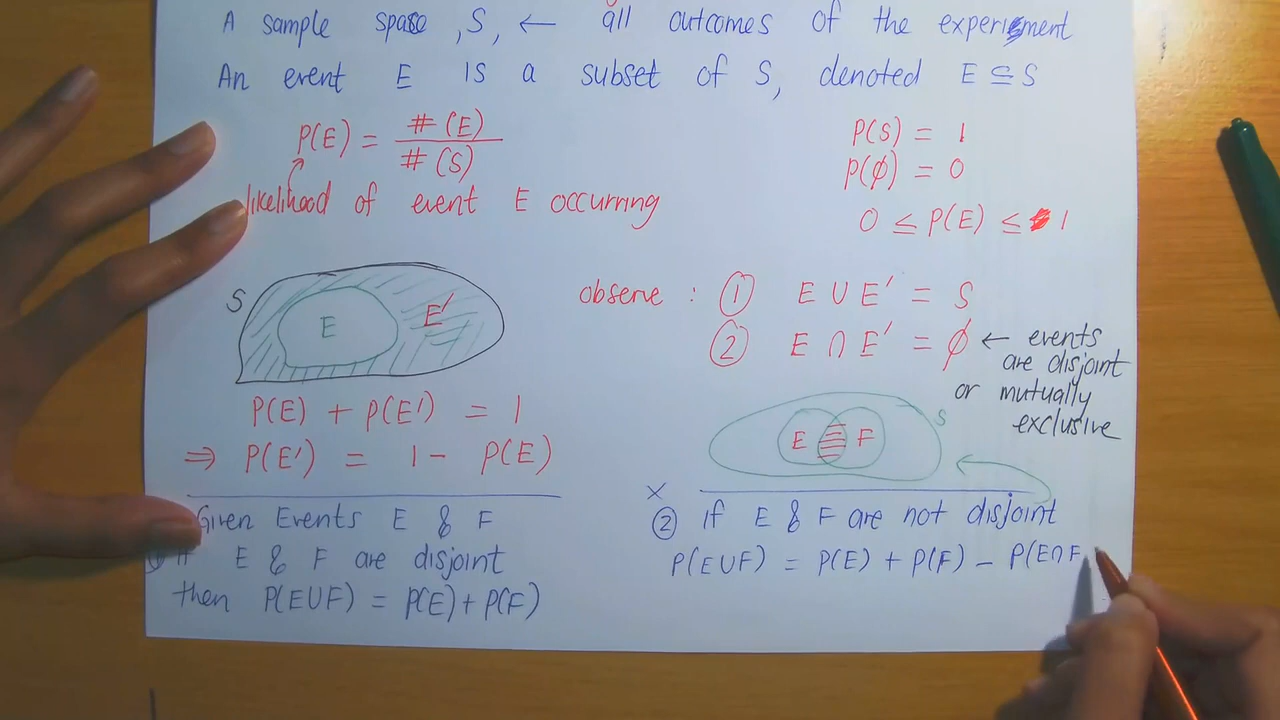 A sample space, S, ← all outcomes of the experiment
An event E is a subset of S, denoted E ⊆ S
P(E) = #(E) / #(S)
likelihood of event E occurring
P(S) = 1
P(∅) = 0
0 ≤ P(E) ≤ 1
S
E
E'
observe : ① E ∪ E' = S
② E ∩ E' = ∅ ← events
are disjoint
or mutually
exclusive
P(E) + P(E') = 1
⇒ P(E') = 1 - P(E)
E
F
S
Given Events E & F
① if E & F are disjoint
then P(E∪F) = P(E) + P(F)
×
② if E & F are not disjoint
P(E∪F) = P(E) + P(F) - P(E∩F